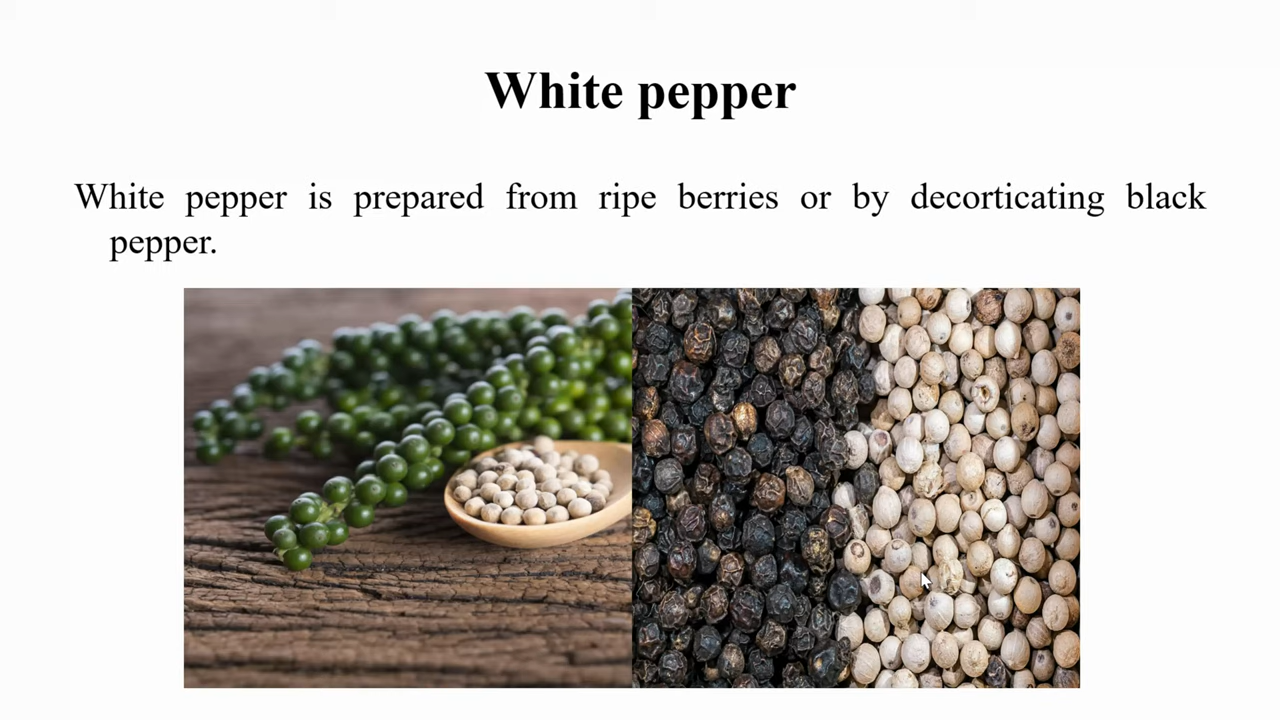 White pepper
White pepper is prepared from ripe berries or by decorticating black
pepper.